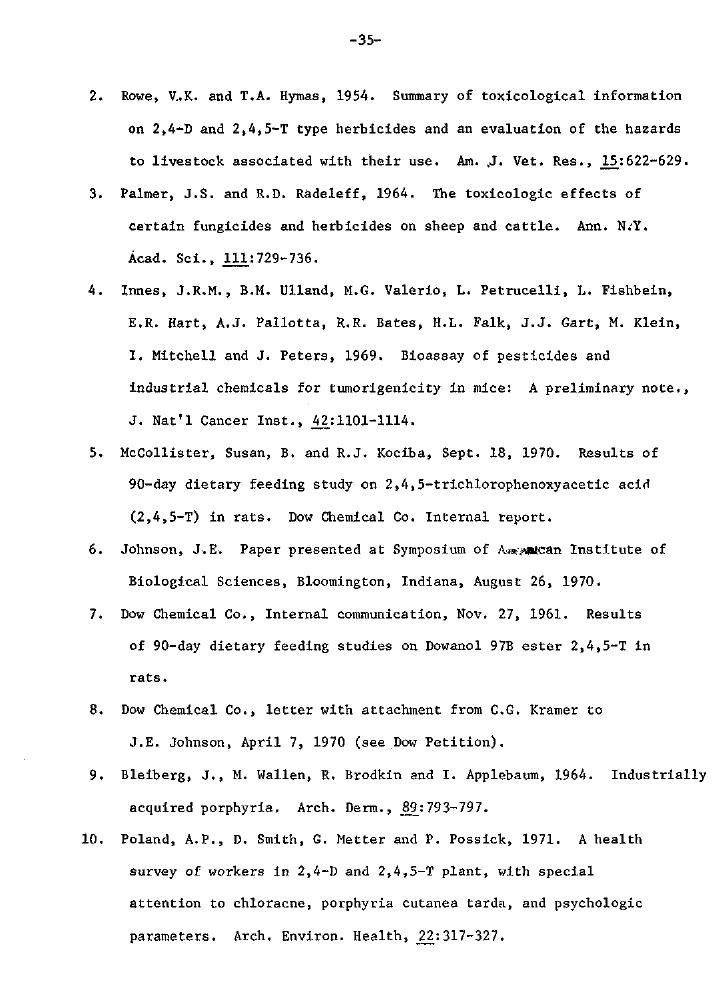 -35-
2. Rowe, V.K. and T.A. Hymas, 1954. Summary of toxicological information
on 2,4-D and 2,4,5-T type herbicides and an evaluation of the hazards
to livestock associated with their use. Am. J. Vet. Res., 15:622-629.
3. Palmer, J.S. and R.D. Radeleff, 1964. The toxicologic effects of
certain fungicides and herbicides on sheep and cattle. Ann. N.Y.
Acad. Sci., 111:729-736.
4. Innes, J.R.M., B.M. Ulland, M.G. Valerio, L. Petrucelli, L. Fishbein,
E.R. Hart, A.J. Pallotta, R.R. Bates, H.L. Falk, J.J. Gart, M. Klein,
I. Mitchell and J. Peters, 1969. Bioassay of pesticides and
industrial chemicals for tumorigenicity in mice: A preliminary note.,
J. Nat'l Cancer Inst., 42:1101-1114.
5. McCollister, Susan, B. and R.J. Kociba, Sept. 18, 1970. Results of
90-day dietary feeding study on 2,4,5-trichlorophenoxyacetic acid
(2,4,5-T) in rats. Dow Chemical Co. Internal report.
6. Johnson, J.E. Paper presented at Symposium of Institute of
Biological Sciences, Bloomington, Indiana, August 26, 1970.
7. Dow Chemical Co., Internal communication, Nov. 27, 1961. Results
of 90-day dietary feeding studies on Dowanol 97B ester 2,4,5-T in
rats.
8. Dow Chemical Co., letter with attachment from C.G. Kramer to
J.E. Johnson, April 7, 1970 (see Dow Petition).
9. Bleiberg, J., M. Wallen, R. Brodkin and I. Applebaum, 1964. Industrially
acquired porphyria. Arch. Derm., 89:793-797.
10. Poland, A.P., D. Smith, G. Metter and P. Possick, 1971. A health
survey of workers in 2,4-D and 2,4,5-T plant, with special
attention to chloracne, porphyria cutanea tarda, and psychologic
parameters. Arch. Environ. Health, 22:317-327.